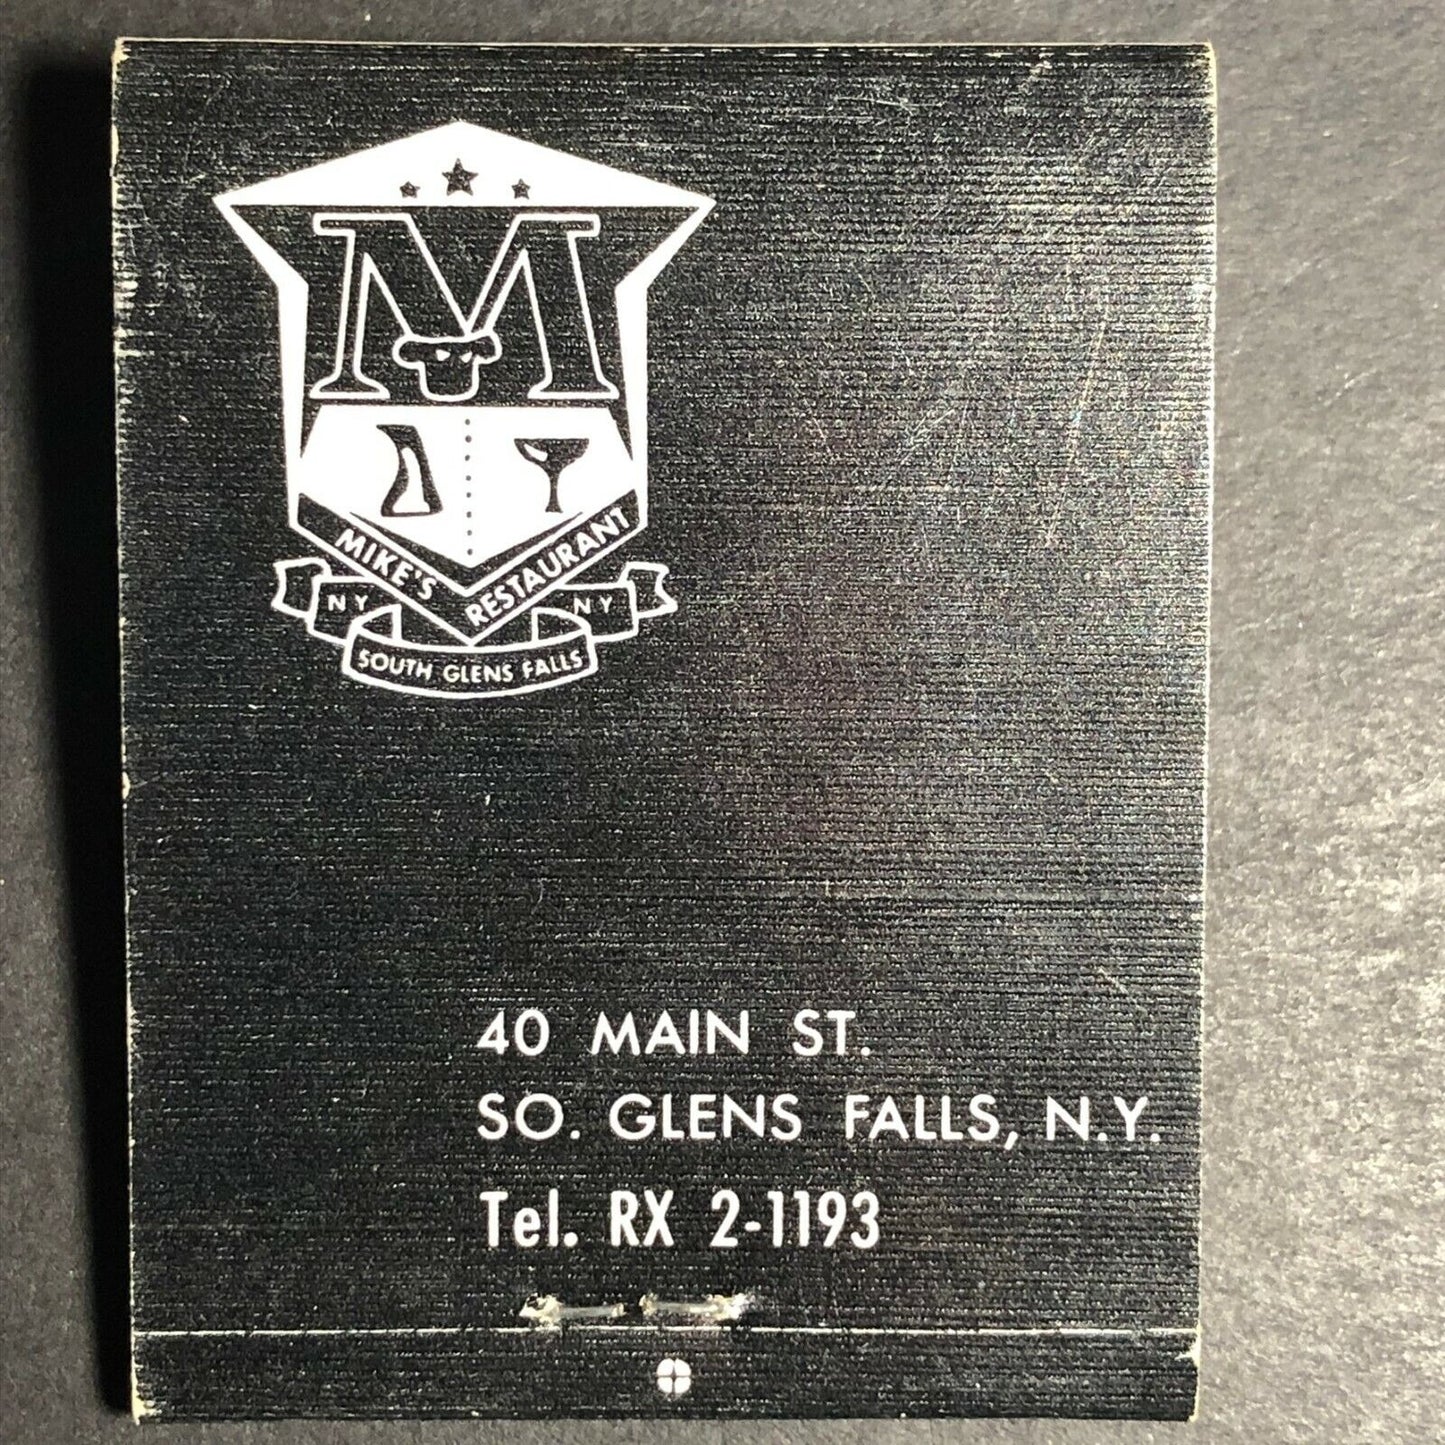 M
MIKE'S RESTAURANT
NY NY
SOUTH GLENS FALLS
40 MAIN ST.
SO. GLENS FALLS, N.Y.
Tel. RX 2-1193